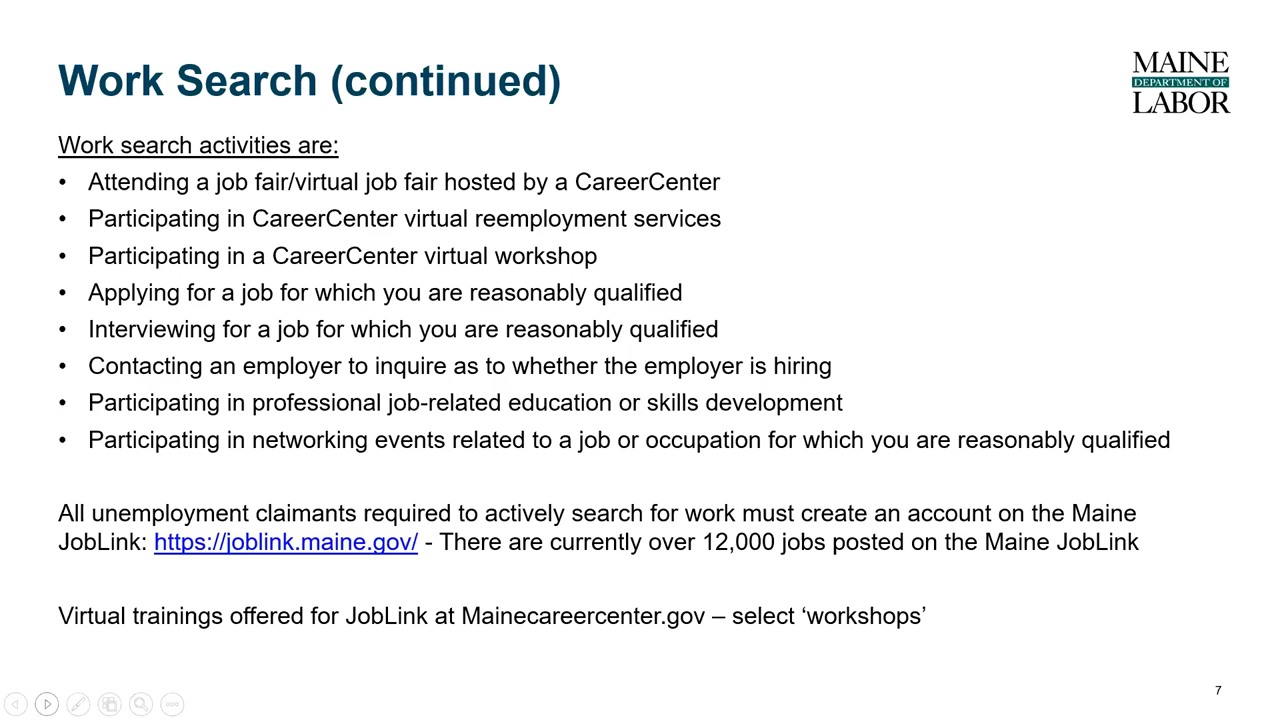 Work Search (continued)
MAINE
DEPARTMENT OF
LABOR
Work search activities are:
• Attending a job fair/virtual job fair hosted by a CareerCenter
• Participating in CareerCenter virtual reemployment services
• Participating in a CareerCenter virtual workshop
• Applying for a job for which you are reasonably qualified
• Interviewing for a job for which you are reasonably qualified
• Contacting an employer to inquire as to whether the employer is hiring
• Participating in professional job-related education or skills development
• Participating in networking events related to a job or occupation for which you are reasonably qualified
All unemployment claimants required to actively search for work must create an account on the Maine
JobLink: https://joblink.maine.gov/ - There are currently over 12,000 jobs posted on the Maine JobLink
Virtual trainings offered for JobLink at Mainecareercenter.gov – select ‘workshops’
7